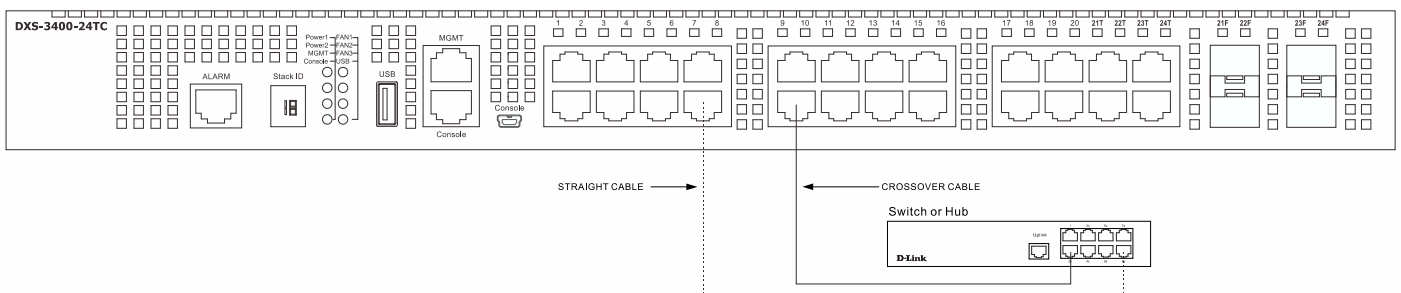 DXS-3400-24TC
Power1 FAN1
Power2 FAN2
MGMT FAN3
Console USB
ALARM
Stack ID
USB
MGMT
Console
Console
1 2 3 4 5 6 7 8
9 10 11 12 13 14 15 16
17 18 19 20 21T 22T 23T 24T
21F 22F
23F 24F
STRAIGHT CABLE
CROSSOVER CABLE
Switch or Hub
Uplink
D-Link